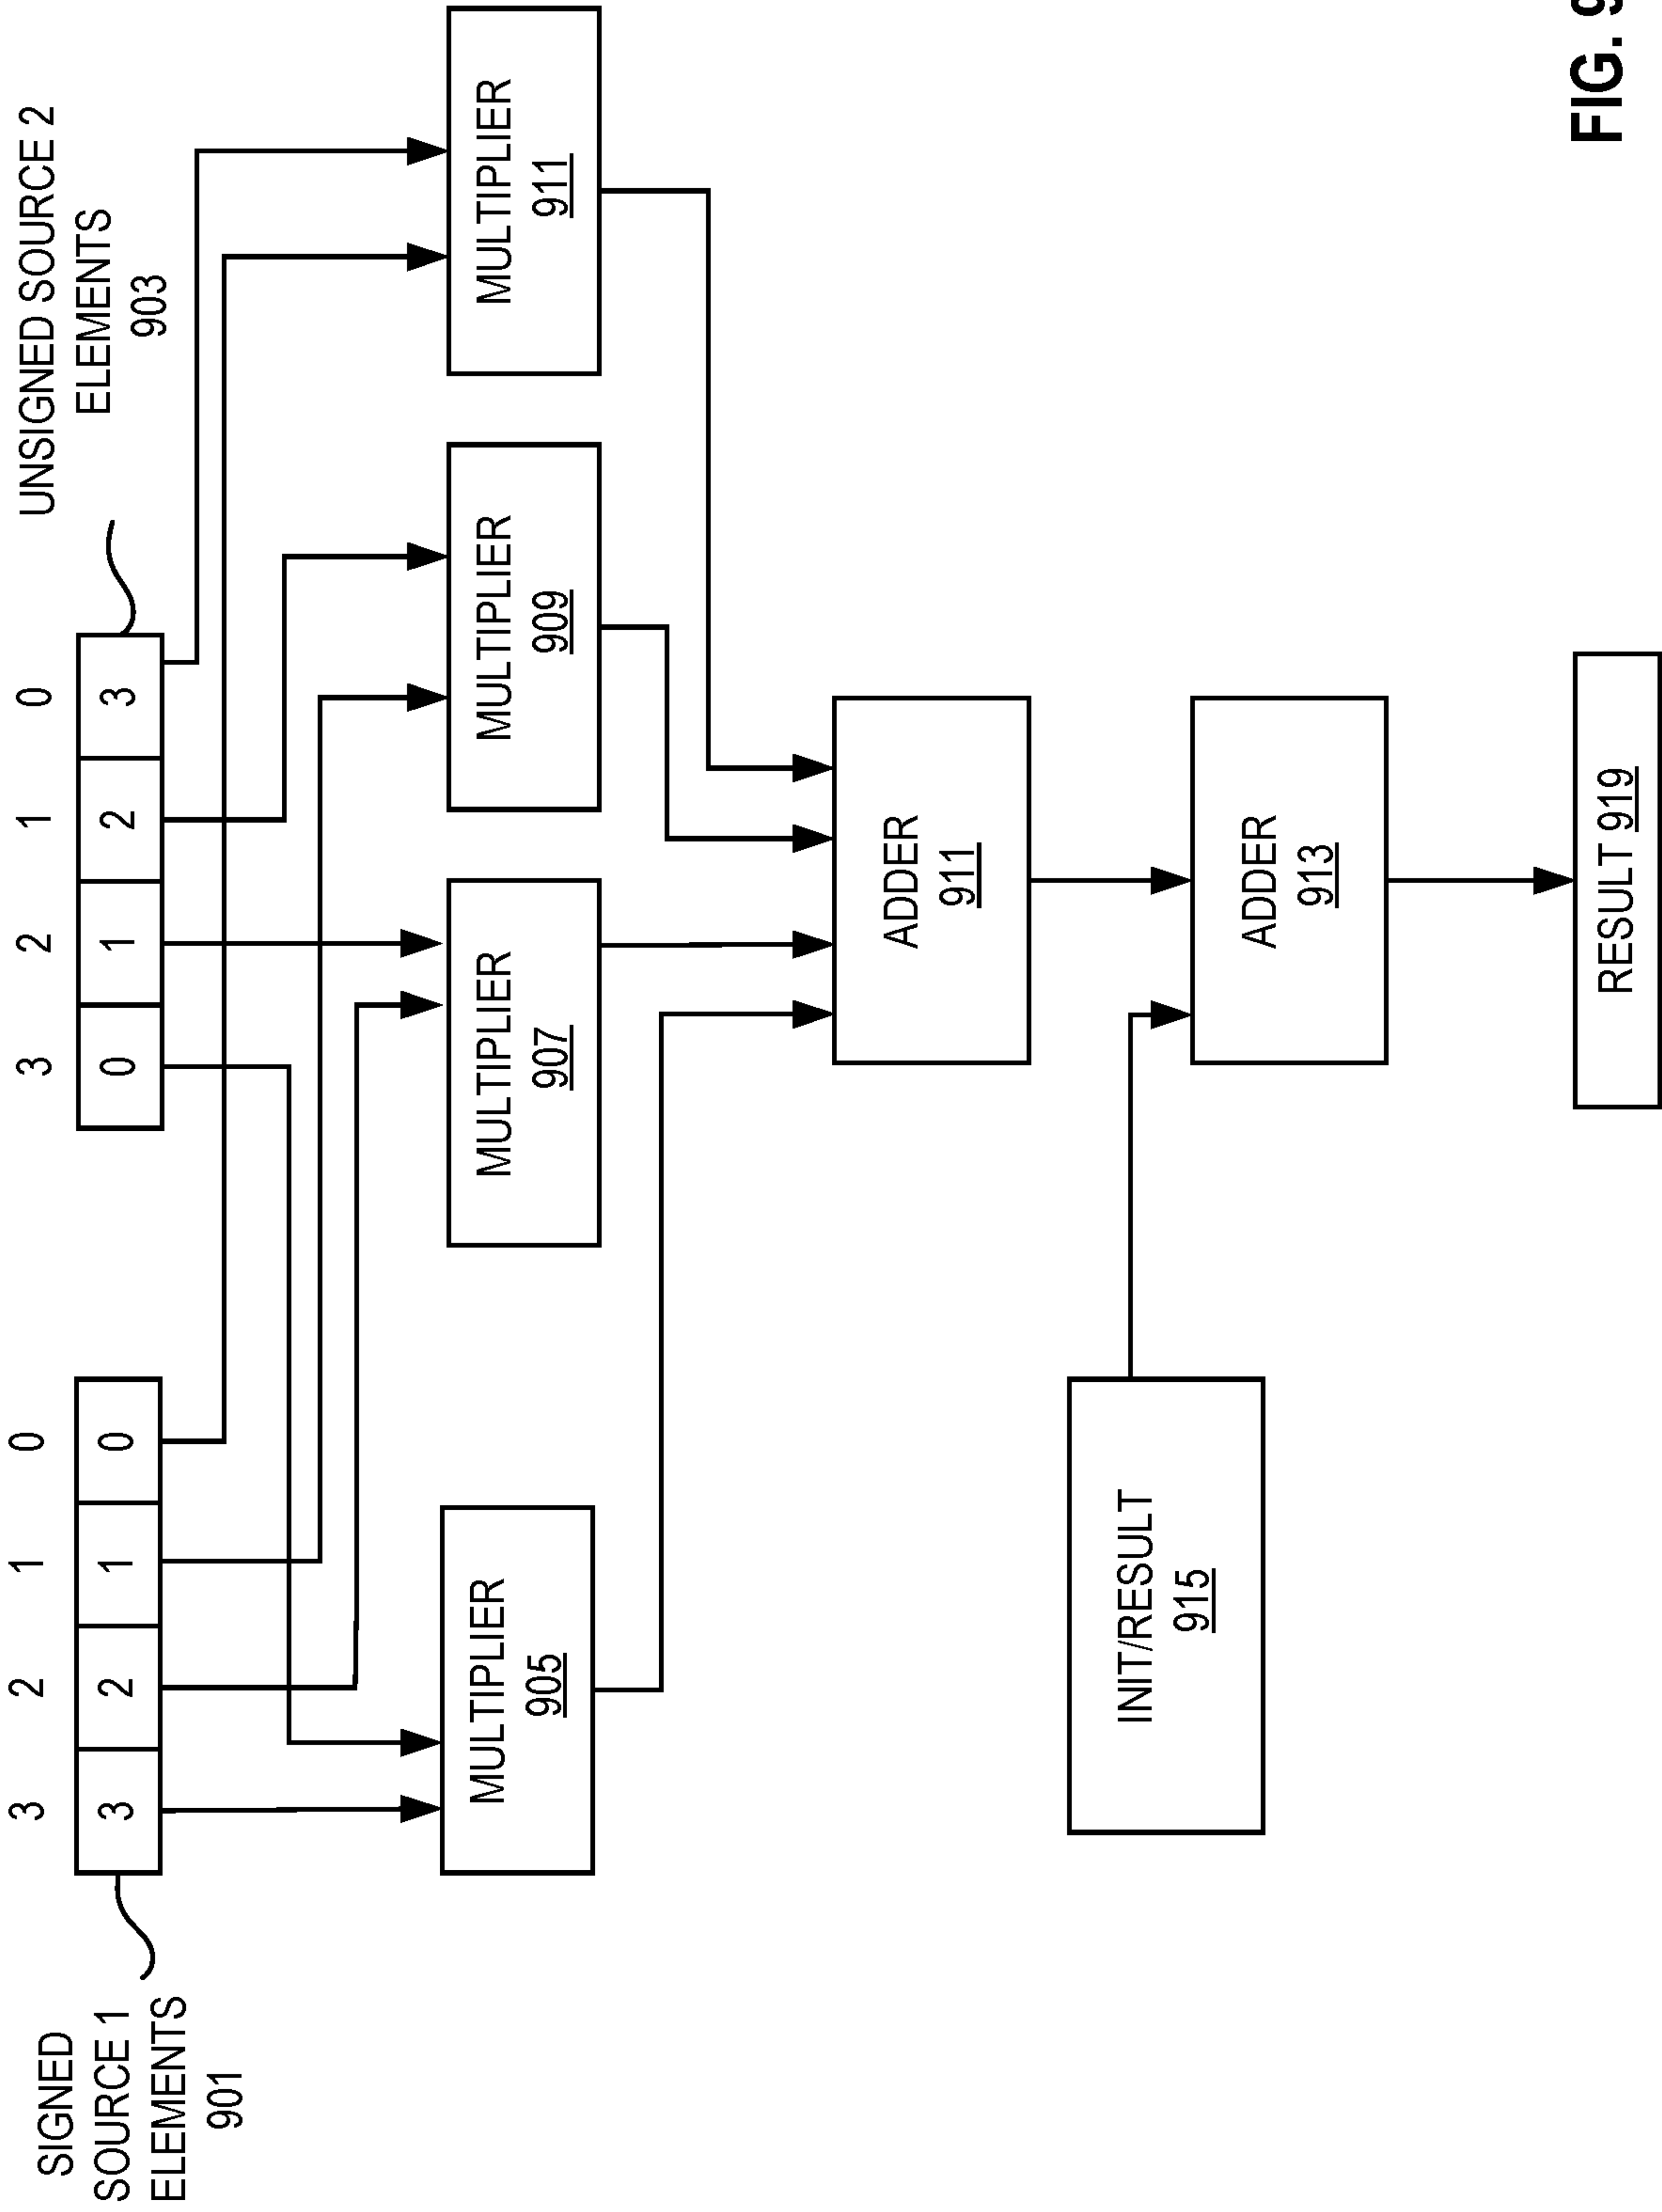 3 2 1 0
3 2 1 0
SIGNED
SOURCE 1
ELEMENTS
901
3 2 1 0
0 1 2 3
UNSIGNED SOURCE 2
ELEMENTS
903
MULTIPLIER
905
MULTIPLIER
907
MULTIPLIER
909
MULTIPLIER
911
ADDER
911
INIT/RESULT
915
ADDER
913
RESULT 919
FIG. 9